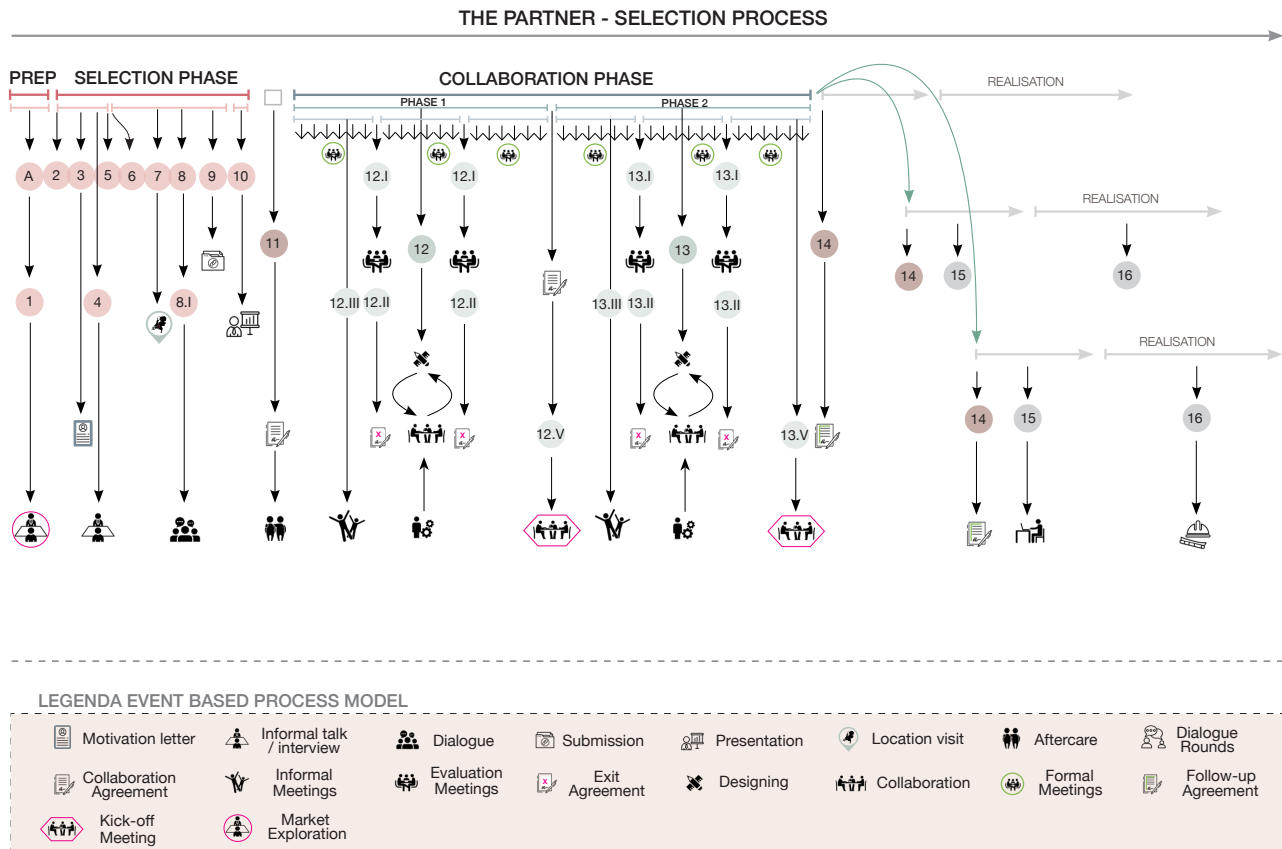 THE PARTNER - SELECTION PROCESS
PREP
SELECTION PHASE
COLLABORATION PHASE
REALISATION
PHASE 1
PHASE 2
A
2
3
5
6
7
8
9
10
12.I
12.I
13.I
13.I
REALISATION
11
12
13
14
14
15
16
1
4
8.I
12.III
12.II
12.II
13.III
13.II
13.II
REALISATION
14
15
16
X
X
12.V
X
X
13.V
LEGENDA EVENT BASED PROCESS MODEL
Motivation letter
Informal talk
/ interview
Dialogue
Submission
Presentation
Location visit
Aftercare
Dialogue
Rounds
Collaboration
Agreement
Informal
Meetings
Evaluation
Meetings
X
Exit
Agreement
Designing
Collaboration
Formal
Meetings
Follow-up
Agreement
Kick-off
Meeting
Market
Exploration